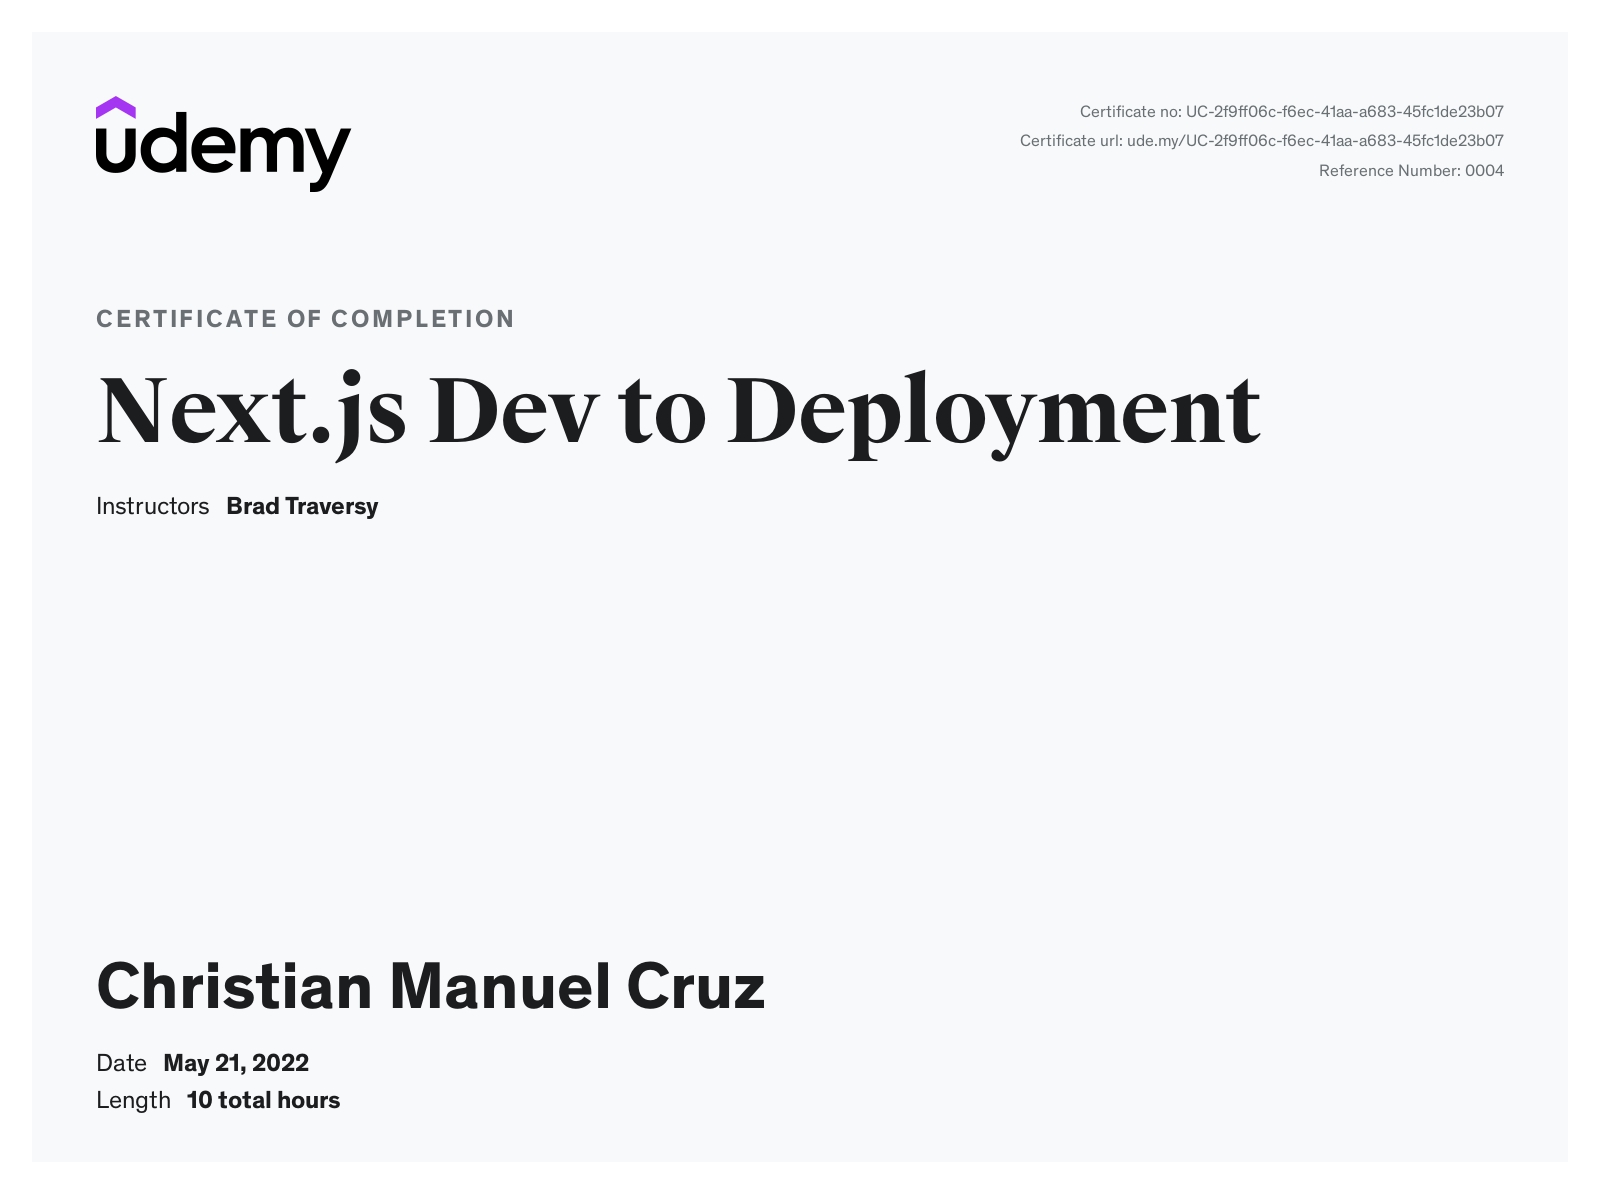 udemy
Certificate no: UC-2f9ff06c-f6ec-41aa-a683-45fc1de23b07
Certificate url: ude.my/UC-2f9ff06c-f6ec-41aa-a683-45fc1de23b07
Reference Number: 0004
CERTIFICATE OF COMPLETION
Next.js Dev to Deployment
Instructors Brad Traversy
Christian Manuel Cruz
Date May 21, 2022
Length 10 total hours